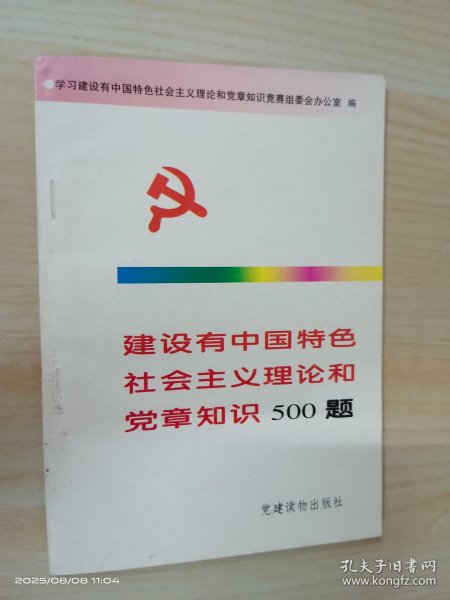 学习建设有中国特色社会主义理论和党章知识竞赛组委会办公室 编
建设有中国特色
社会主义理论和
党章知识 500 题
党建读物出版社
2025/08/08 11:04
孔夫子旧书网
www.kongfz.com